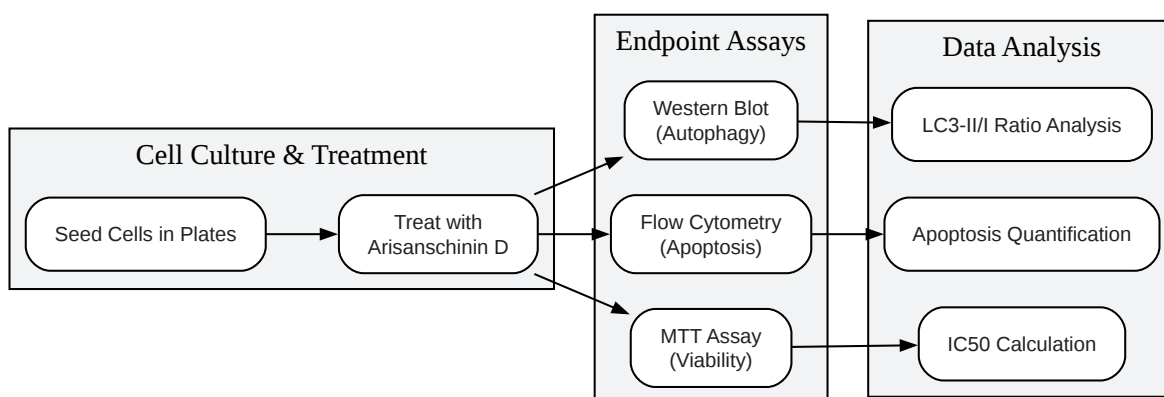 Cell Culture & Treatment
Seed Cells in Plates
Treat with
Arisanschinin D
Endpoint Assays
Western Blot
(Autophagy)
Flow Cytometry
(Apoptosis)
MTT Assay
(Viability)
Data Analysis
LC3-II/I Ratio Analysis
Apoptosis Quantification
IC50 Calculation